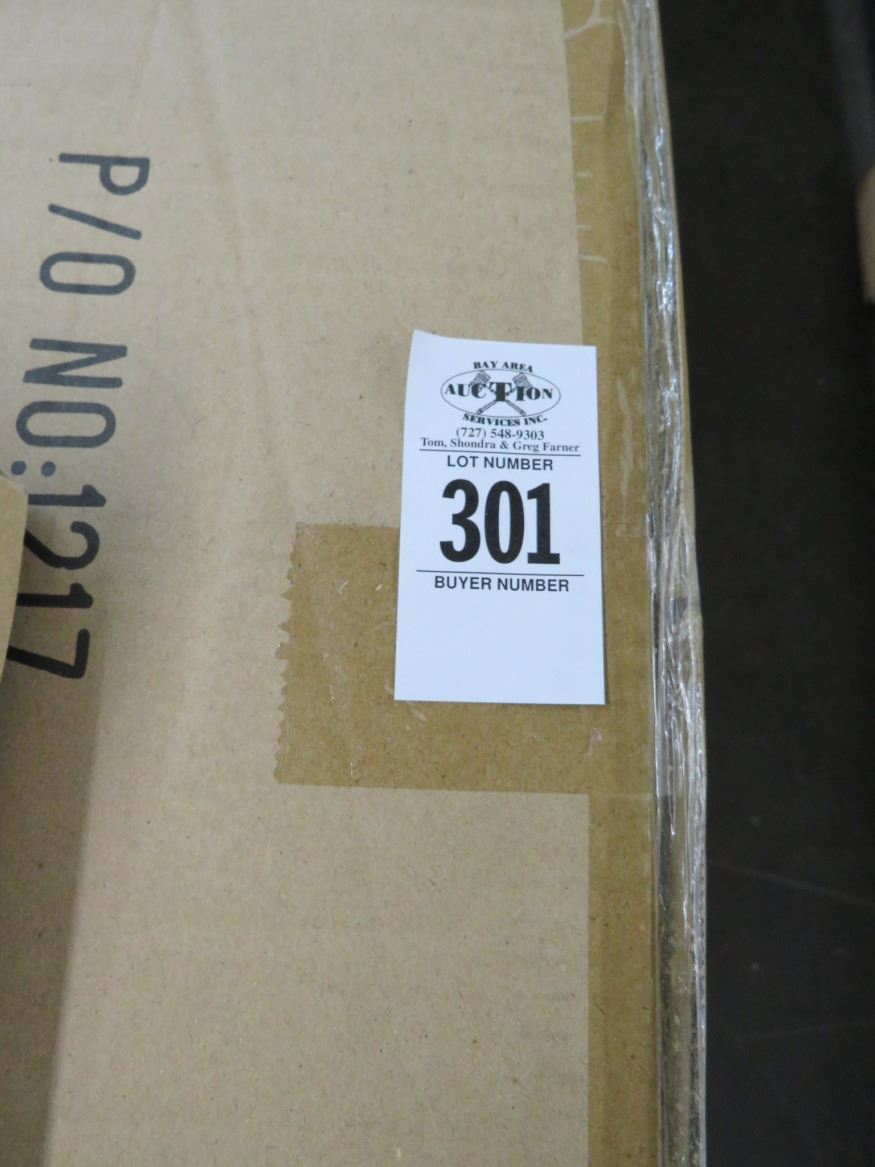 P/O NO:1217
BAY AREA
AUCTION
SERVICES INC.
(727) 548-9303
Tom, Shondra & Greg Farner
LOT NUMBER
301
BUYER NUMBER